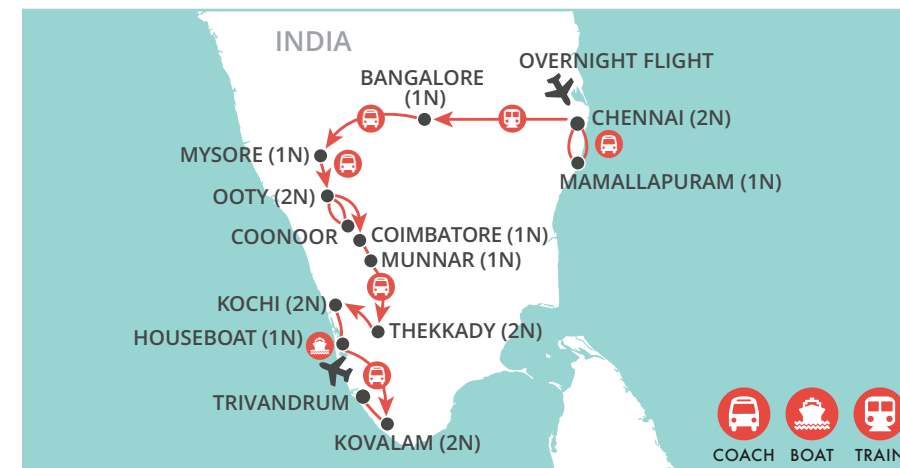 INDIA
OVERNIGHT FLIGHT
BANGALORE
(1N)
CHENNAI (2N)
MYSORE (1N)
MAMALLAPURAM (1N)
OOTY (2N)
COONOOR
COIMBATORE (1N)
MUNNAR (1N)
KOCHI (2N)
THEKKADY (2N)
HOUSEBOAT (1N)
TRIVANDRUM
KOVALAM (2N)
COACH BOAT TRAIN